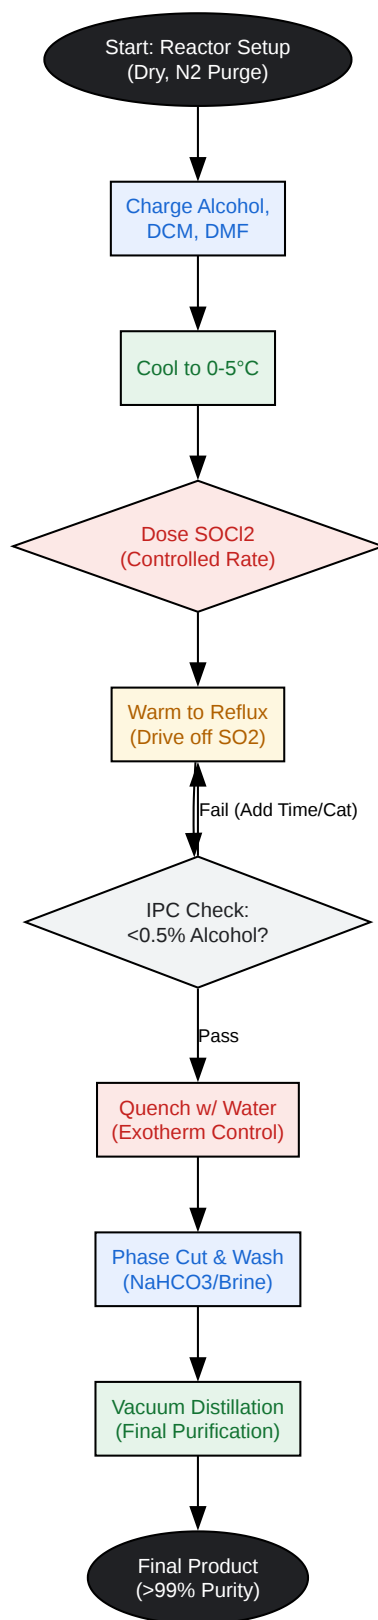 Start: Reactor Setup
(Dry, N2 Purge)
Charge Alcohol,
DCM, DMF
Cool to 0-5°C
Dose SOCl2
(Controlled Rate)
Warm to Reflux
(Drive off SO2)
Fail (Add Time/Cat)
IPC Check:
<0.5% Alcohol?
Pass
Quench w/ Water
(Exotherm Control)
Phase Cut & Wash
(NaHCO3/Brine)
Vacuum Distillation
(Final Purification)
Final Product
(>99% Purity)